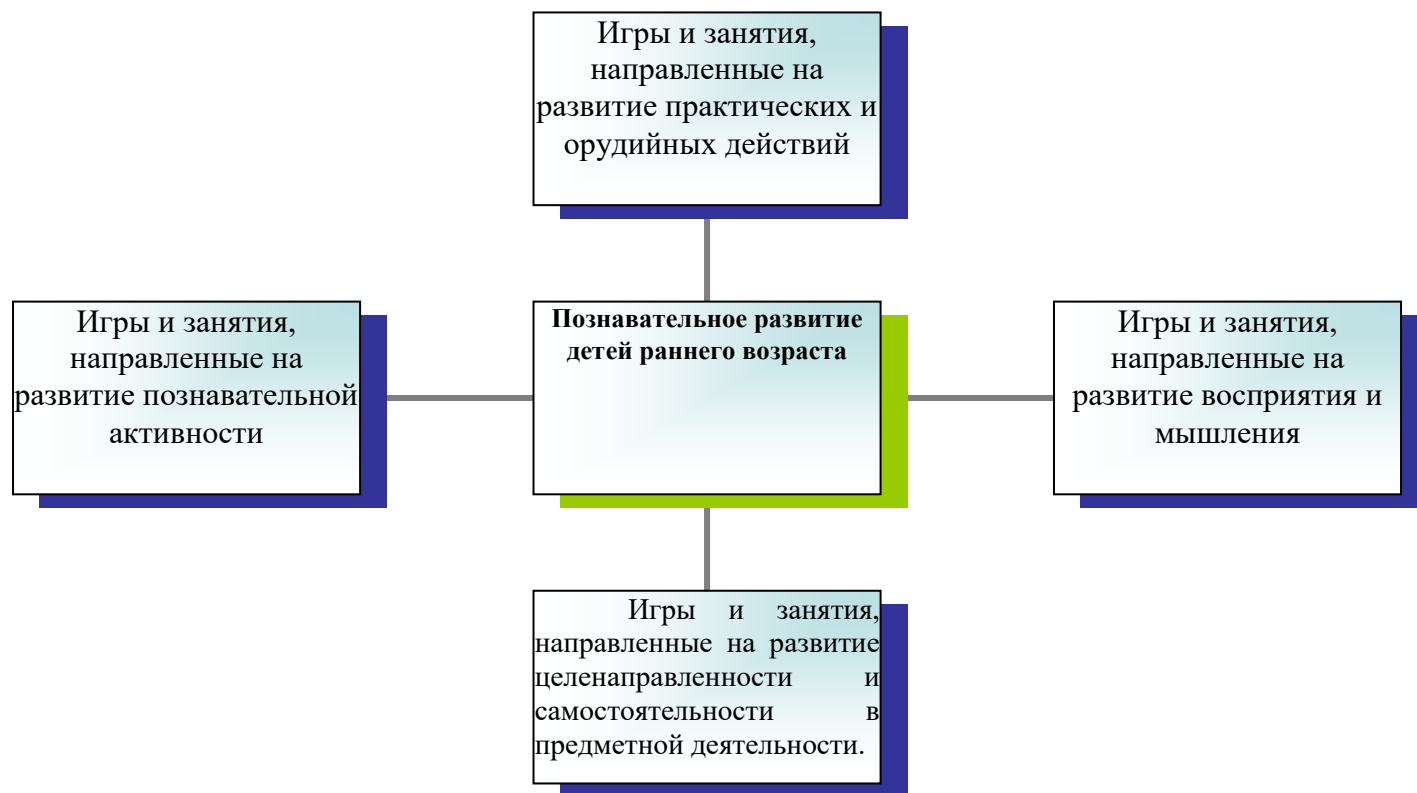 Игры и занятия,
направленные на
развитие практических и
орудийных действий
Игры и занятия,
направленные на
развитие познавательной
активности
Познавательное развитие
детей раннего возраста
Игры и занятия,
направленные на
развитие восприятия и
мышления
Игры и занятия,
направленные на развитие
целенаправленности и
самостоятельности в
предметной деятельности.